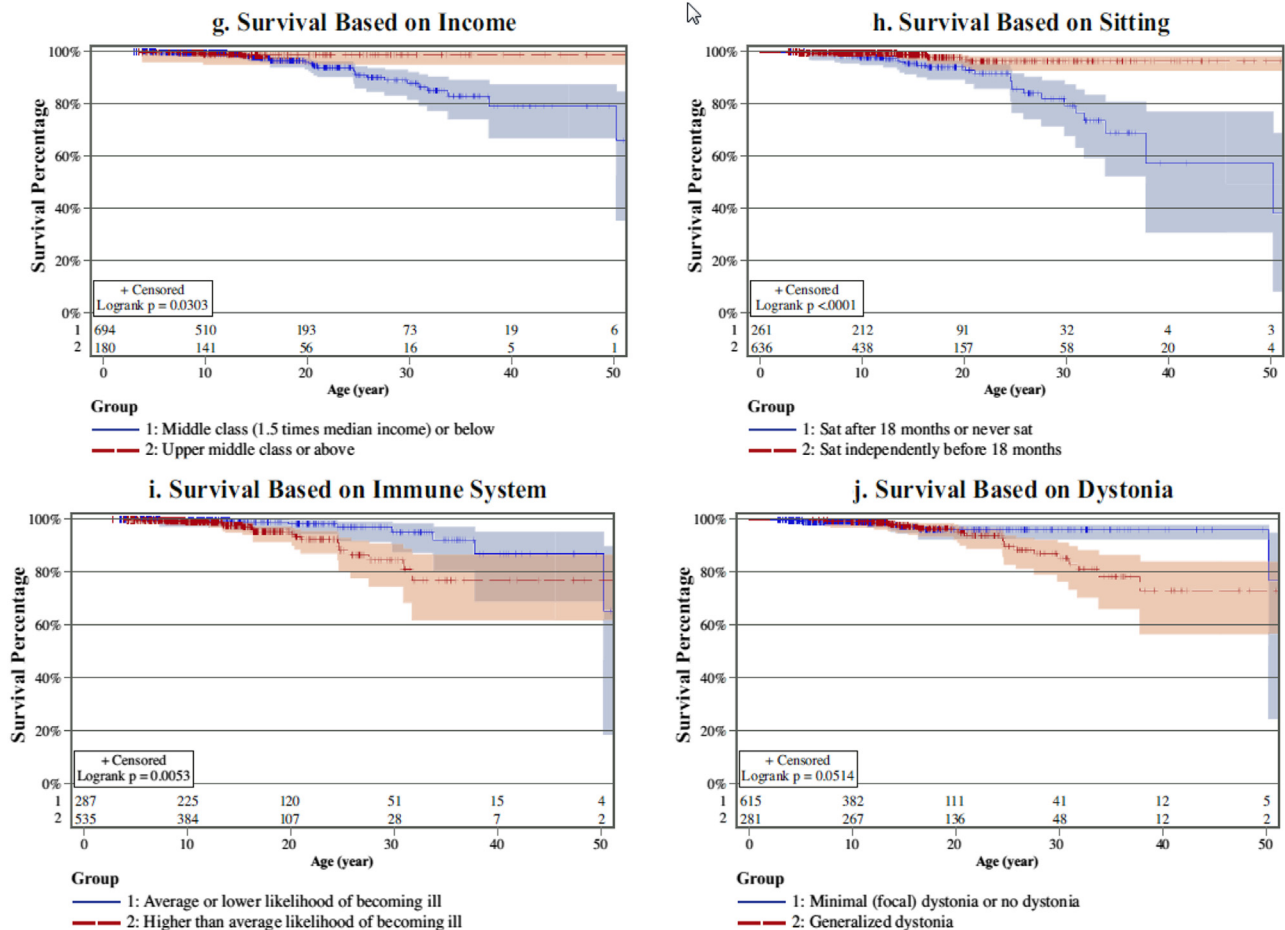 g. Survival Based on Income
Survival Percentage
100%
80%
60%
40%
20%
0%
+ Censored
Logrank p = 0.0303
1 694 510 193 73 19 6
2 180 141 56 16 5 1
0 10 20 30 40 50
Age (year)
Group
1: Middle class (1.5 times median income) or below
2: Upper middle class or above
h. Survival Based on Sitting
Survival Percentage
100%
80%
60%
40%
20%
0%
+ Censored
Logrank p <.0001
1 261 212 91 32 4 3
2 636 438 157 58 20 4
0 10 20 30 40 50
Age (year)
Group
1: Sat after 18 months or never sat
2: Sat independently before 18 months
i. Survival Based on Immune System
Survival Percentage
100%
80%
60%
40%
20%
0%
+ Censored
Logrank p = 0.0053
1 287 225 120 51 15 4
2 535 384 107 28 7 2
0 10 20 30 40 50
Age (year)
Group
1: Average or lower likelihood of becoming ill
2: Higher than average likelihood of becoming ill
j. Survival Based on Dystonia
Survival Percentage
100%
80%
60%
40%
20%
0%
+ Censored
Logrank p = 0.0514
1 615 382 111 41 12 5
2 281 267 136 48 12 2
0 10 20 30 40 50
Age (year)
Group
1: Minimal (focal) dystonia or no dystonia
2: Generalized dystonia